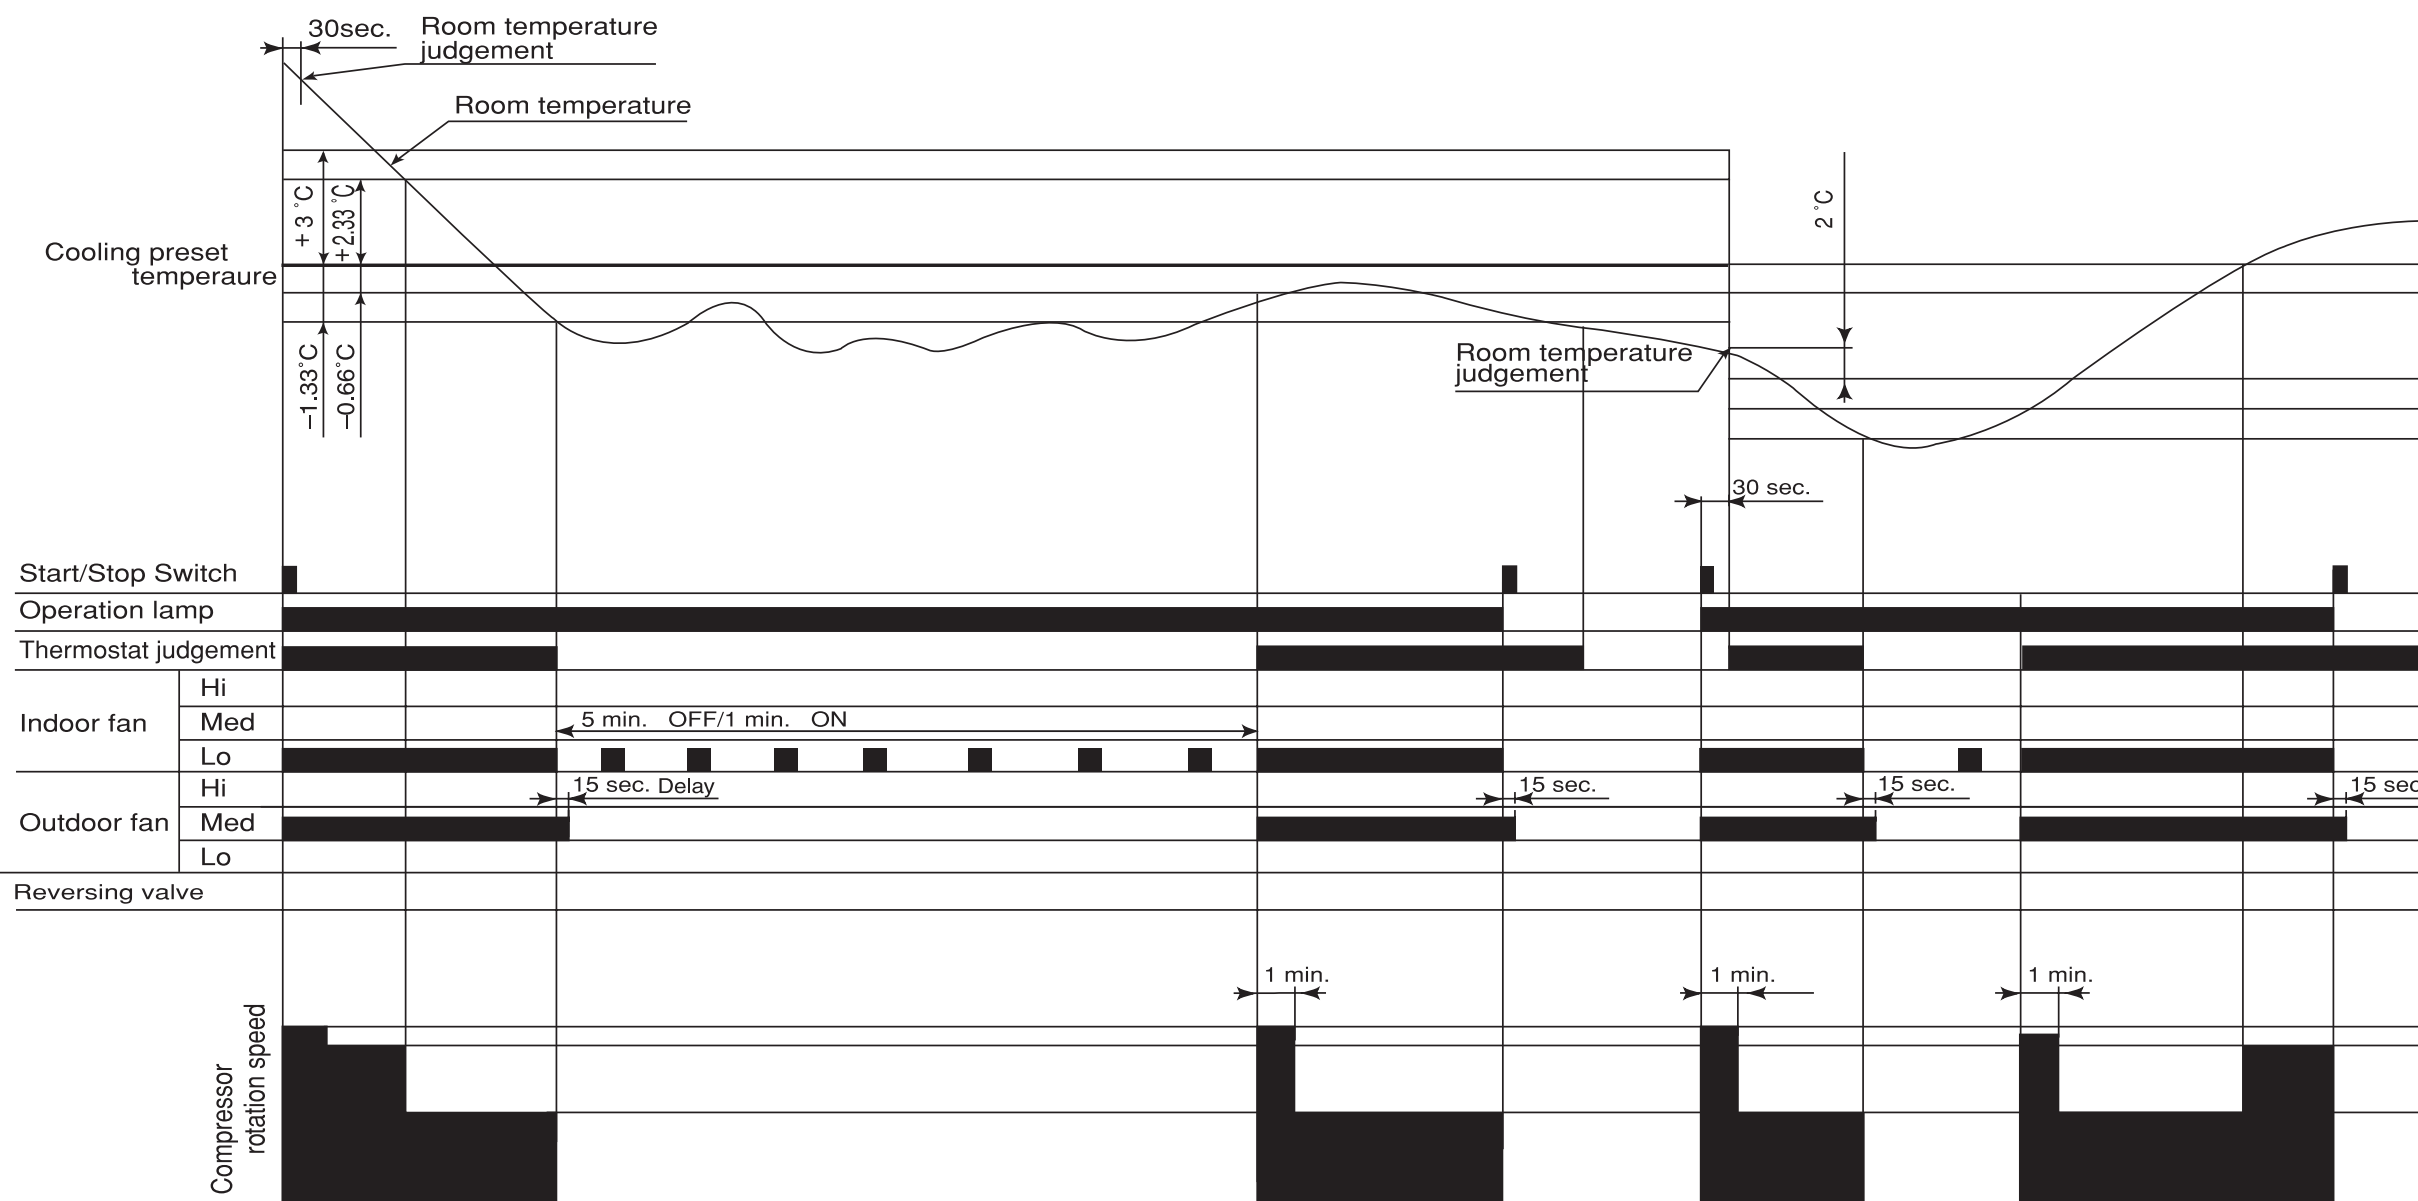 30sec.
Room temperature
judgement
Room temperature
+ 3 ˚C
+2.33 ˚C
2 ˚C
Cooling preset
temperaure
–1.33˚C
–0.66˚C
Room temperature
judgement
30 sec.
Start/Stop Switch
Operation lamp
Thermostat judgement
Hi
Indoor fan
Med
5 min. OFF/1 min. ON
Lo
Hi
15 sec. Delay
15 sec.
15 sec.
15 sec
Outdoor fan
Med
Lo
Reversing valve
1 min.
1 min.
1 min.
Compressor
rotation speed